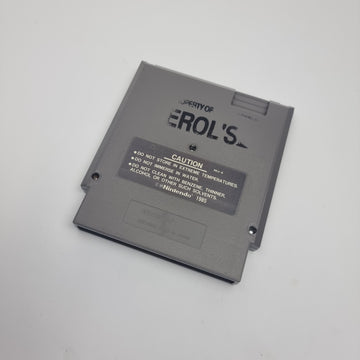 PERTY OF
EROL'S
CAUTION
•DO NOT STORE IN EXTREME TEMPERATURES.
•DO NOT IMMERSE IN WATER.
•DO NOT CLEAN WITH BENZENE, THINNER,
ALCOHOL OR OTHER SUCH SOLVENTS.
©Nintendo 1985